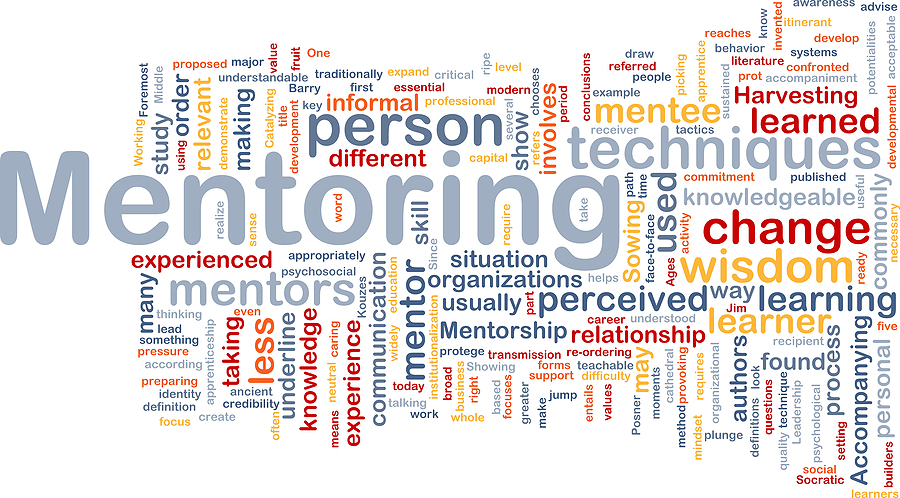 Mentoring
awareness
advise
know
invented
itinerant
reaches
develop
potentialities
acceptable
behavior
systems
draw
literature
confronted
referred
people
picking
apprentice
sustained
prot
accompaniment
developmental
Harvesting
learned
conclusions
example
mentee
receiver
tactics
techniques
commitment
published
useful
commonly
necessary
knowledgeable
path
time
used
face-to-face
Sowing
Ages
activity
change
ready
wisdom
Foremost
Middle
proposed
major
value
fruit
One
understandable
traditionally
expand
critical
ripe
level
Barry
first
essential
modern
chooses
period
Working
study
order
using
relevant
demonstrate
making
Catalyzing
title
development
key
informal
professional
several
refers
involves
person
show
different
capital
realize
sense
word
skill
Since
require
take
experienced
appropriately
psychosocial
situation
organizations
helps
many
mentors
Kouzes
communication
education
widely
mentor
institutionalization
usually
part
perceived
way
Jim
learning
thinking
even
lead
something
pressure
according
apprenticeship
taking
less
underline
knowledge
neutral
caring
experience
means
Mentorship
career
understood
relationship
learner
five
protege
transmission
re-ordering
Showing
forms
teachable
support
difficulty
may
cathedral
provoking
recipient
authors
found
process
Accompanying
personal
preparing
identity
definition
focus
ancient
credibility
create
often
today
talking
work
broad
business
right
whole
based
focuses
greater
make
jump
entails
values
Posner
moments
method
mindset
requires
organizational
plunge
definitions
look
questions
quality
technique
Leadership
psychological
setting
social
Socratic
builders
learners